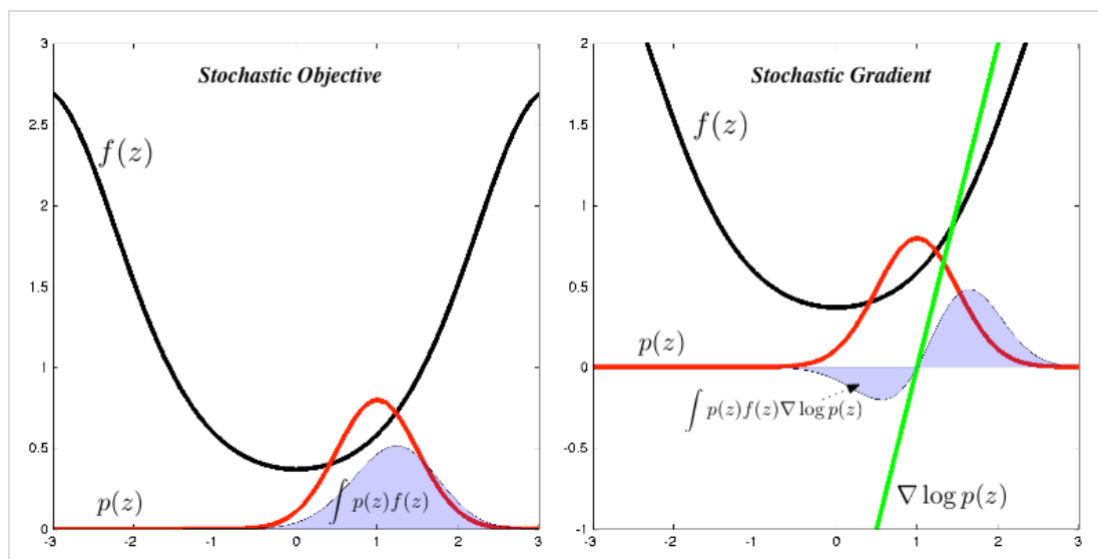 Stochastic Objective
3
2.5
2
1.5
1
0.5
0
f(z)
p(z)
∫ p(z)f(z)
-3 -2 -1 0 1 2 3
Stochastic Gradient
2
1.5
1
0.5
0
-0.5
-1
f(z)
p(z)
∫ p(z)f(z)∇ log p(z)
∇ log p(z)
-3 -2 -1 0 1 2 3